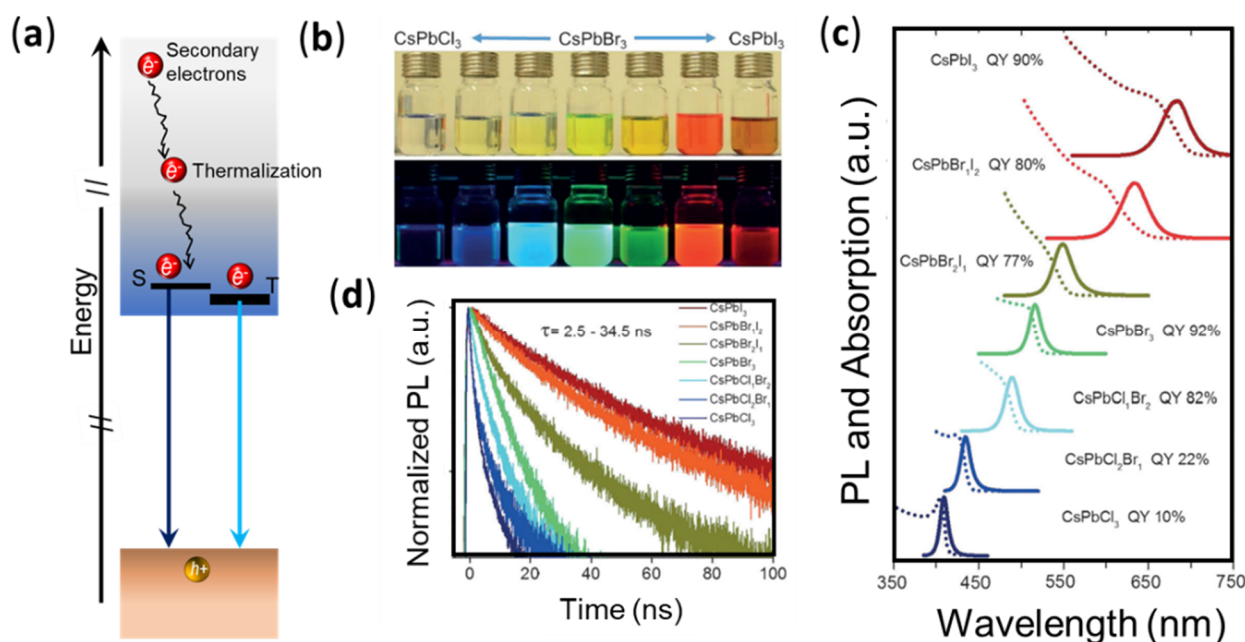 (a)
Energy
Secondary
electrons
Thermalization
e-
e-
e-
e-
S
T
h+
(b)
CsPbCl₃
CsPbBr₃
CsPbI₃
(d)
Normalized PL (a.u.)
τ= 2.5 - 34.5 ns
CsPbI₃
CsPbBr₁I₂
CsPbBr₂I₁
CsPbBr₃
CsPbCl₁Br₂
CsPbCl₂Br₁
CsPbCl₃
0 20 40 60 80 100
Time (ns)
(c)
PL and Absorption (a.u.)
CsPbI₃ QY 90%
CsPbBr₁I₂ QY 80%
CsPbBr₂I₁ QY 77%
CsPbBr₃ QY 92%
CsPbCl₁Br₂ QY 82%
CsPbCl₂Br₁ QY 22%
CsPbCl₃ QY 10%
350 450 550 650 750
Wavelength (nm)